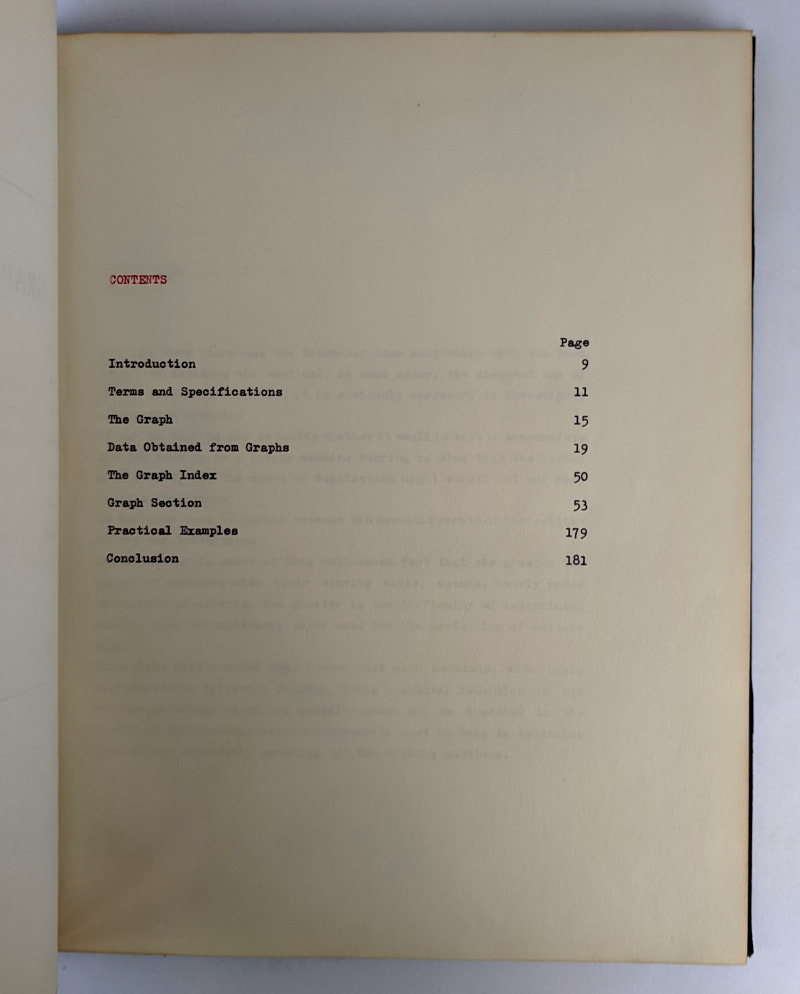 CONTENTS
Page
Introduction 9
Terms and Specifications 11
The Graph 15
Data Obtained from Graphs 19
The Graph Index 50
Graph Section 53
Practical Examples 179
Conclusion 181